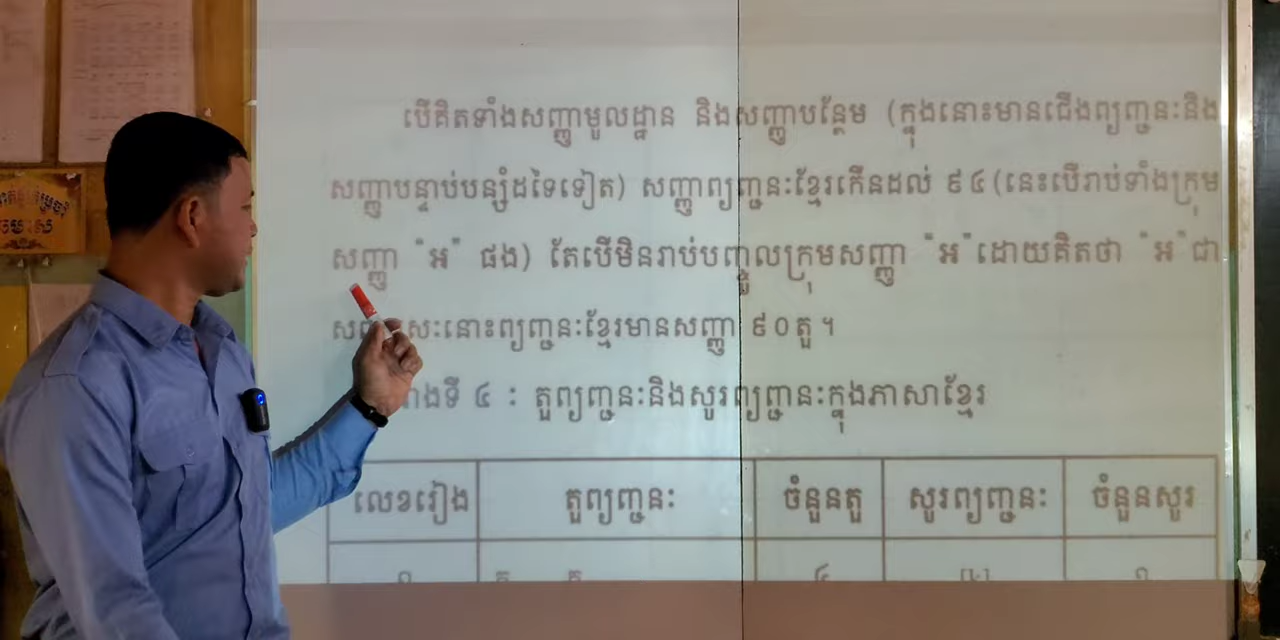 បើគិតទាំងសញ្ញាមូលដ្ឋាន និងសញ្ញាបន្ថែម (ក្នុងនោះមានជើងព្យញ្ជនៈនិង
សញ្ញាបន្ទាប់បន្សំដទៃទៀត) សញ្ញាព្យញ្ជនៈខ្មែរកើនដល់ ៩៤(នេះបើរាប់ទាំងក្រុម
សញ្ញា "អ" ផង) តែបើមិនរាប់បញ្ចូលក្រុមសញ្ញា "អ"ដោយគិតថា "អ"ជា
សៈនោះព្យញ្ជនៈខ្មែរមានសញ្ញា ៩០តួ ។
ទី ៤ : តួព្យញ្ជនៈនិងសូរព្យញ្ជានៈក្នុងភាសាខ្មែរ
លេខរៀង តួព្យញ្ជនៈ ចំនួនតួ សូរព្យញ្ជនៈ ចំនួនសូរ